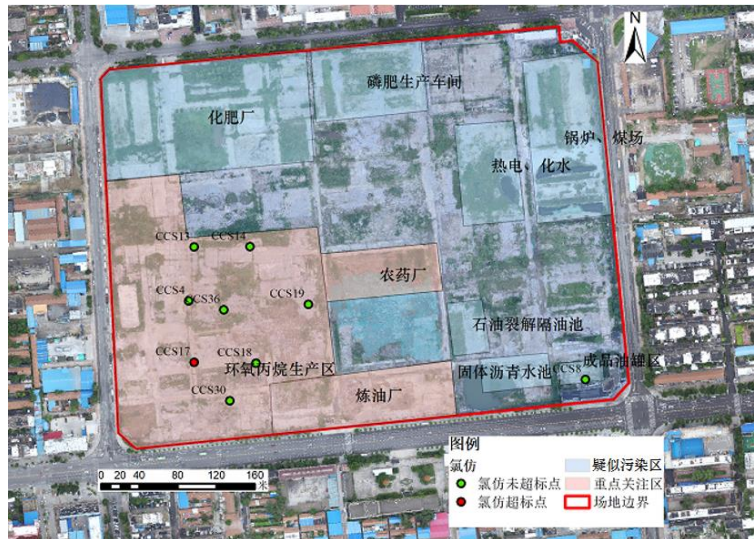 N
磷肥生产车间
化肥厂
锅炉、煤场
热电、化水
CCS13
CCS14
农药厂
CCS4
CCS36
CCS19
石油裂解隔油池
CCS17
CCS18
环氧丙烷生产区
固体沥青水池
成品油罐区
CCS8
CCS30
炼油厂
图例
氯仿
疑似污染区
氯仿未超标点
重点关注区
氯仿超标点
场地边界
0 20 40 80 120 160
米